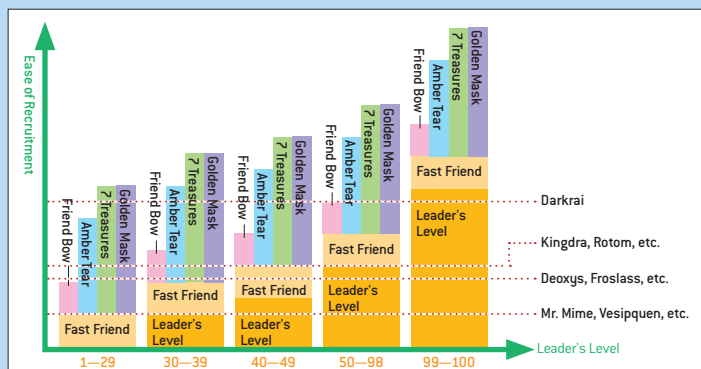 Ease of Recruitment
Friend Bow
Amber Tear
7 Treasures
Golden Mask
Fast Friend
Friend Bow
Amber Tear
7 Treasures
Golden Mask
Fast Friend
Leader's
Level
Friend Bow
Amber Tear
7 Treasures
Golden Mask
Fast Friend
Leader's
Level
Friend Bow
Amber Tear
7 Treasures
Golden Mask
Fast Friend
Leader's
Level
Friend Bow
Amber Tear
7 Treasures
Golden Mask
Fast Friend
Leader's
Level
Darkrai
Kingdra, Rotom, etc.
Deoxys, Froslass, etc.
Mr. Mime, Vesipquen, etc.
Leader's Level
1—29
30—39
40—49
50—98
99—100